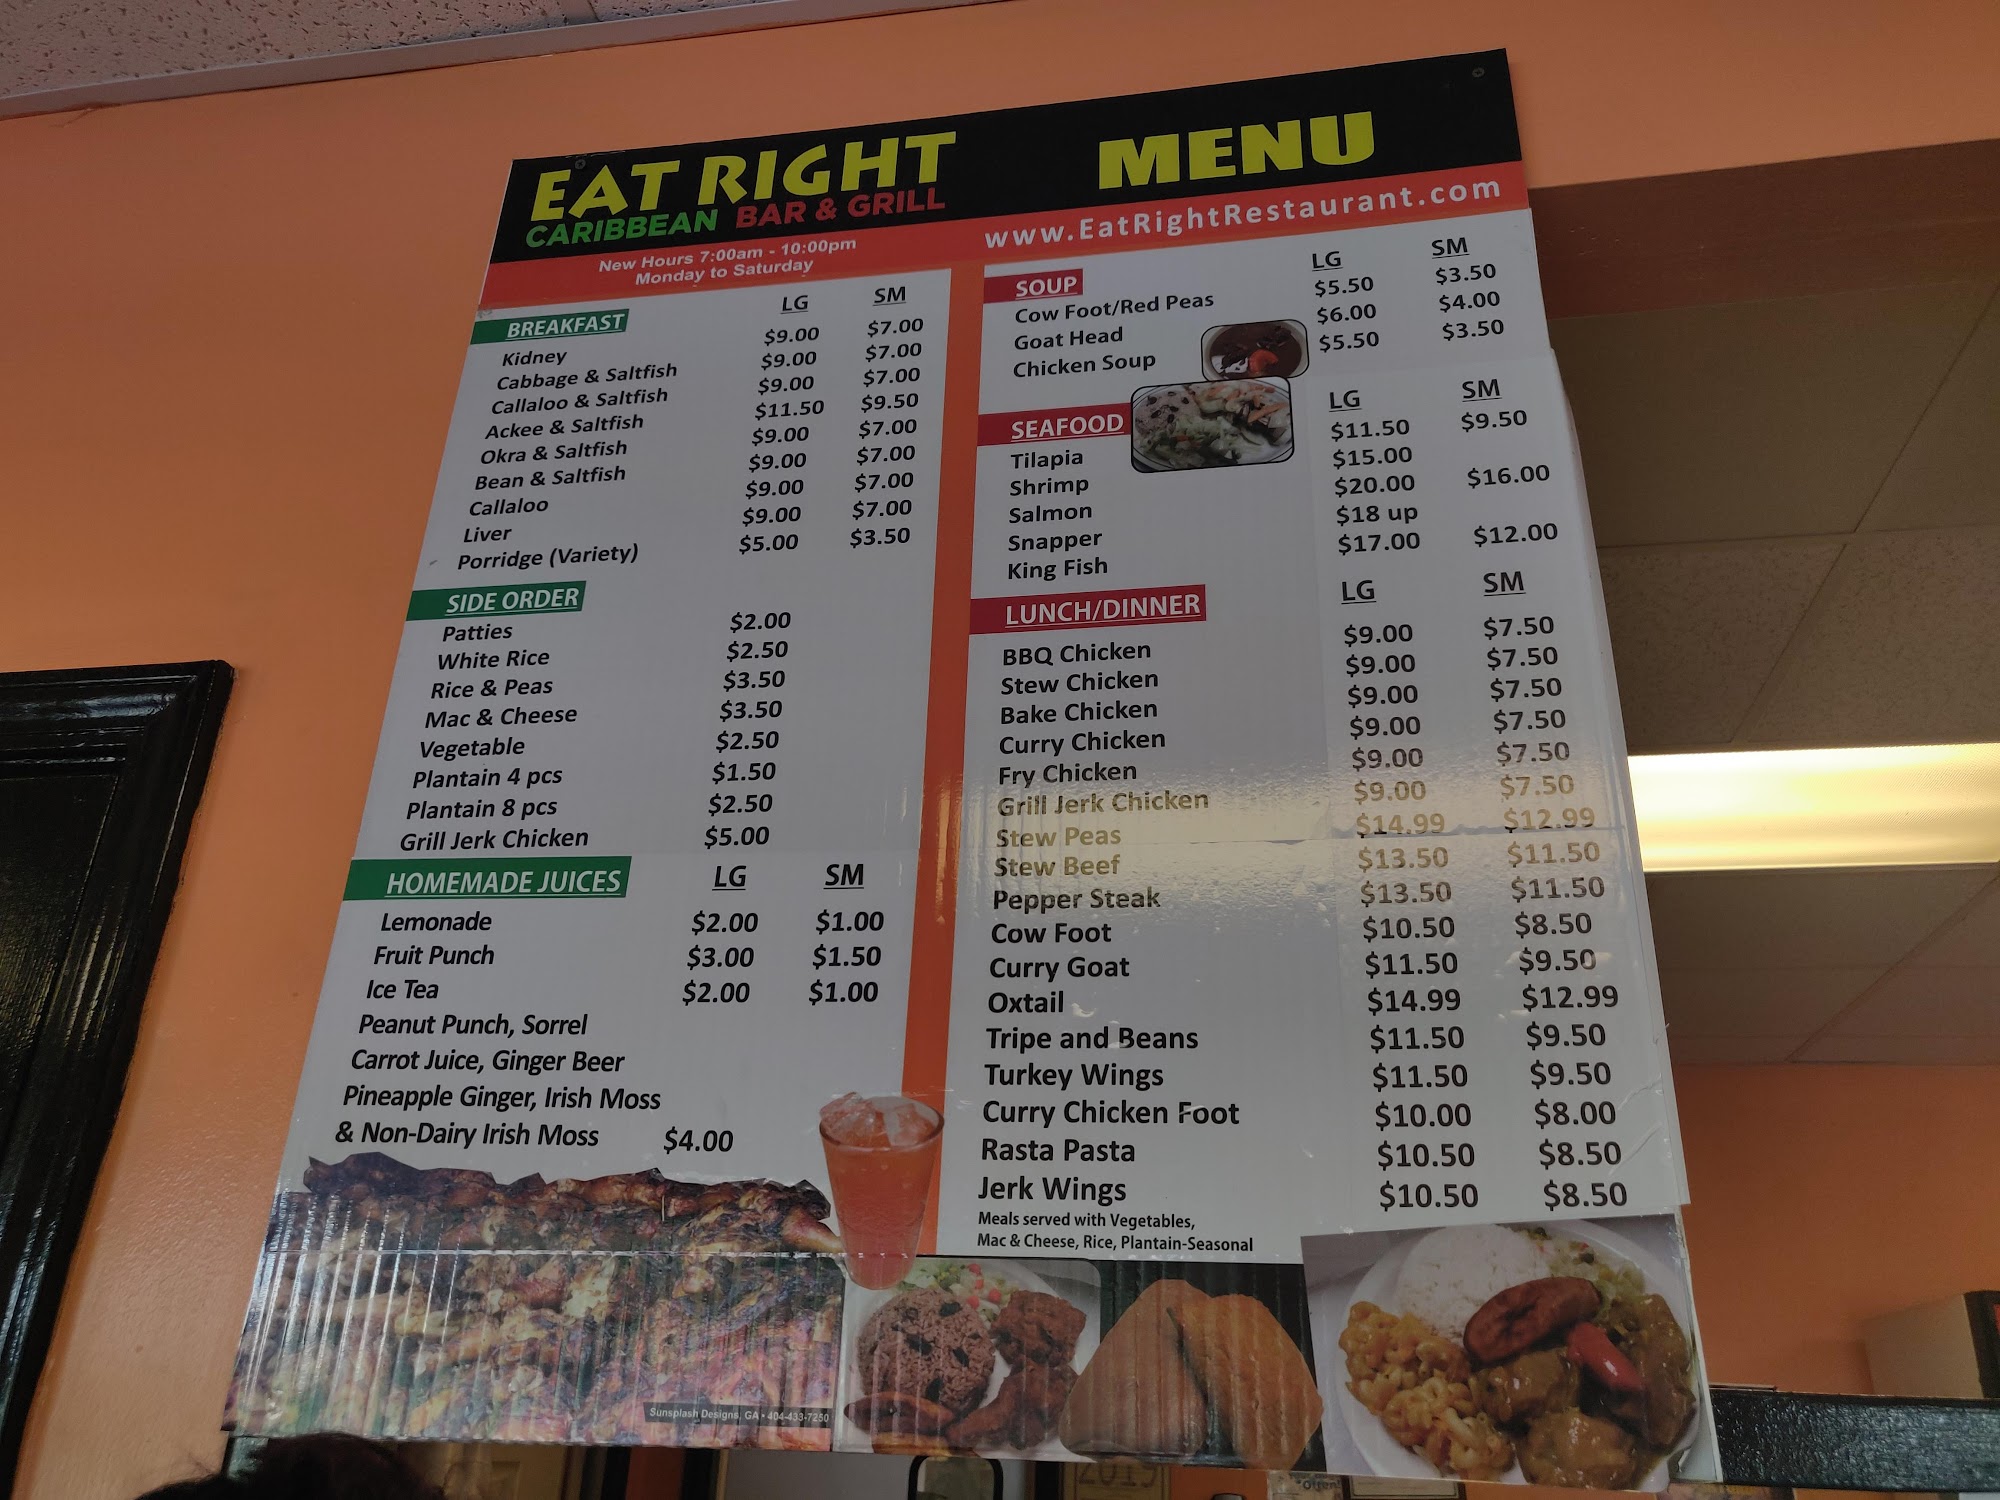 EAT RIGHT
CARIBBEAN BAR & GRILL
MENU
New Hours 7:00am - 10:00pm
Monday to Saturday
www.EatRightRestaurant.com
BREAKFAST LG SM
Kidney $9.00 $7.00
Cabbage & Saltfish $9.00 $7.00
Callaloo & Saltfish $9.00 $7.00
Ackee & Saltfish $11.50 $9.50
Okra & Saltfish $9.00 $7.00
Bean & Saltfish $9.00 $7.00
Callaloo $9.00 $7.00
Liver $9.00 $7.00
Porridge (Variety) $5.00 $3.50
SIDE ORDER
Patties $2.00
White Rice $2.50
Rice & Peas $3.50
Mac & Cheese $3.50
Vegetable $2.50
Plantain 4 pcs $1.50
Plantain 8 pcs $2.50
Grill Jerk Chicken $5.00
HOMEMADE JUICES LG SM
Lemonade $2.00 $1.00
Fruit Punch $3.00 $1.50
Ice Tea $2.00 $1.00
Peanut Punch, Sorrel
Carrot Juice, Ginger Beer
Pineapple Ginger, Irish Moss
& Non-Dairy Irish Moss $4.00
SOUP LG SM
Cow Foot/Red Peas $5.50 $3.50
Goat Head $6.00 $4.00
Chicken Soup $5.50 $3.50
SEAFOOD LG SM
Tilapia $11.50 $9.50
Shrimp $15.00
Salmon $20.00 $16.00
Snapper $18 up
King Fish $17.00 $12.00
LUNCH/DINNER LG SM
BBQ Chicken $9.00 $7.50
Stew Chicken $9.00 $7.50
Bake Chicken $9.00 $7.50
Curry Chicken $9.00 $7.50
Fry Chicken $9.00 $7.50
Grill Jerk Chicken $9.00 $7.50
Stew Peas $14.99 $12.99
Stew Beef $13.50 $11.50
Pepper Steak $13.50 $11.50
Cow Foot $10.50 $8.50
Curry Goat $11.50 $9.50
Oxtail $14.99 $12.99
Tripe and Beans $11.50 $9.50
Turkey Wings $11.50 $9.50
Curry Chicken Foot $10.00 $8.00
Rasta Pasta $10.50 $8.50
Jerk Wings $10.50 $8.50
Meals served with Vegetables,
Mac & Cheese, Rice, Plantain-Seasonal
Sunsplash Designs, GA • 404-433-7250
2019